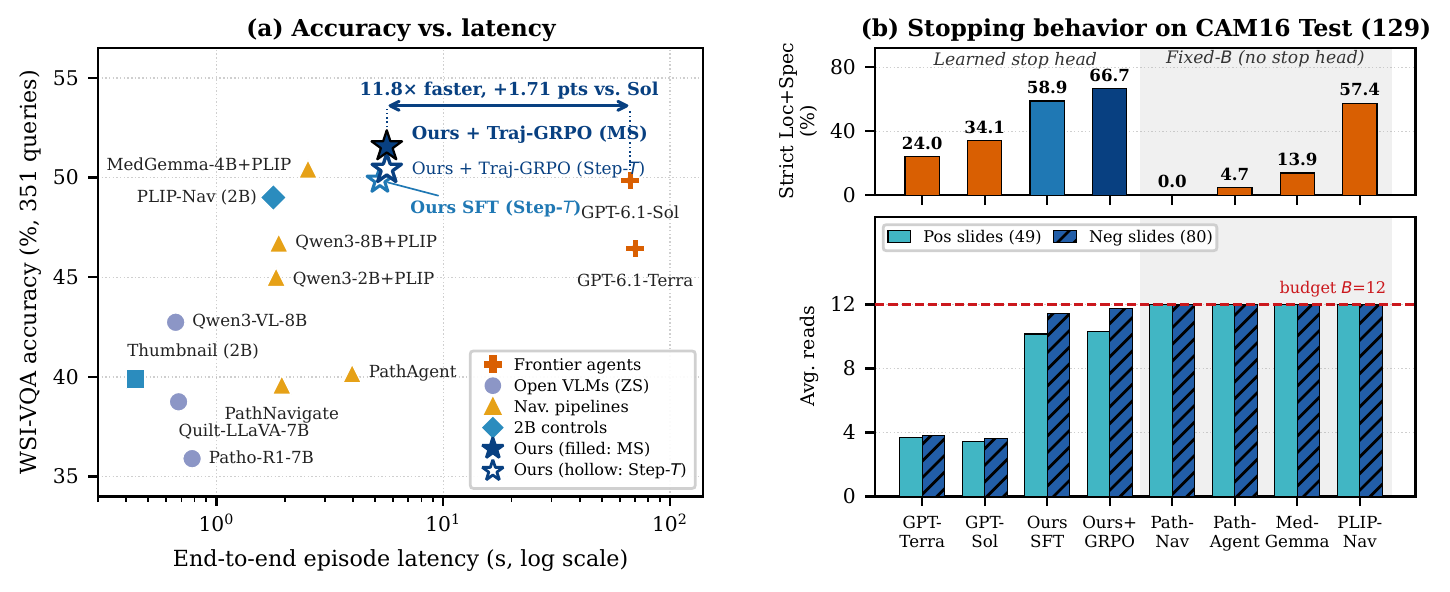 (a) Accuracy vs. latency
WSI-VQA accuracy (%, 351 queries)
55
50
45
40
35
11.8× faster, +1.71 pts vs. Sol
Ours + Traj-GRPO (MS)
MedGemma-4B+PLIP
Ours + Traj-GRPO (Step-T)
PLIP-Nav (2B)
Ours SFT (Step-T)
GPT-6.1-Sol
Qwen3-8B+PLIP
Qwen3-2B+PLIP
GPT-6.1-Terra
Qwen3-VL-8B
Thumbnail (2B)
PathAgent
PathNavigate
Quilt-LLaVA-7B
Patho-R1-7B
Frontier agents
Open VLMs (ZS)
Nav. pipelines
2B controls
Ours (filled: MS)
Ours (hollow: Step-T)
10⁰
10¹
10²
End-to-end episode latency (s, log scale)
(b) Stopping behavior on CAM16 Test (129)
Strict Loc+Spec
(%)
80
40
0
Learned stop head
Fixed-B (no stop head)
24.0
34.1
58.9
66.7
0.0
4.7
13.9
57.4
Pos slides (49)
Neg slides (80)
budget B=12
Avg. reads
12
8
4
0
GPT-
Terra
GPT-
Sol
Ours
SFT
Ours+
GRPO
Path-
Nav
Path-
Agent
Med-
Gemma
PLIP-
Nav